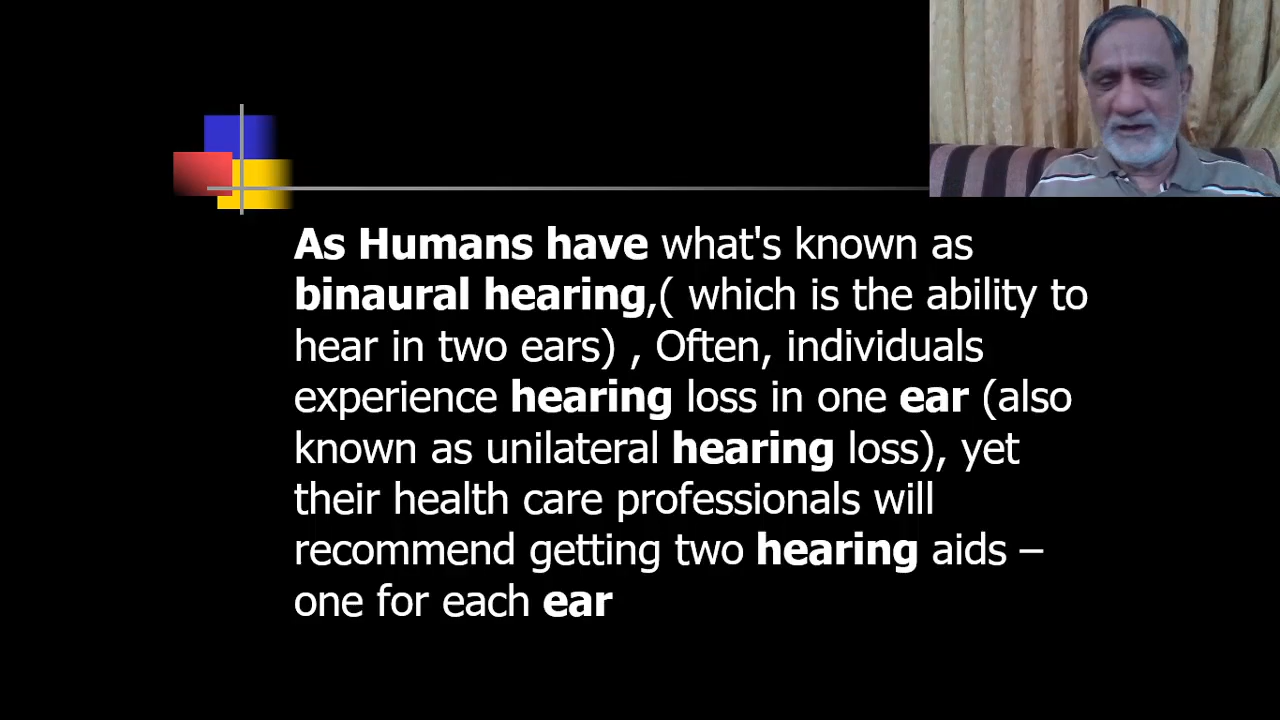 As Humans have what's known as
binaural hearing,( which is the ability to
hear in two ears) , Often, individuals
experience hearing loss in one ear (also
known as unilateral hearing loss), yet
their health care professionals will
recommend getting two hearing aids –
one for each ear